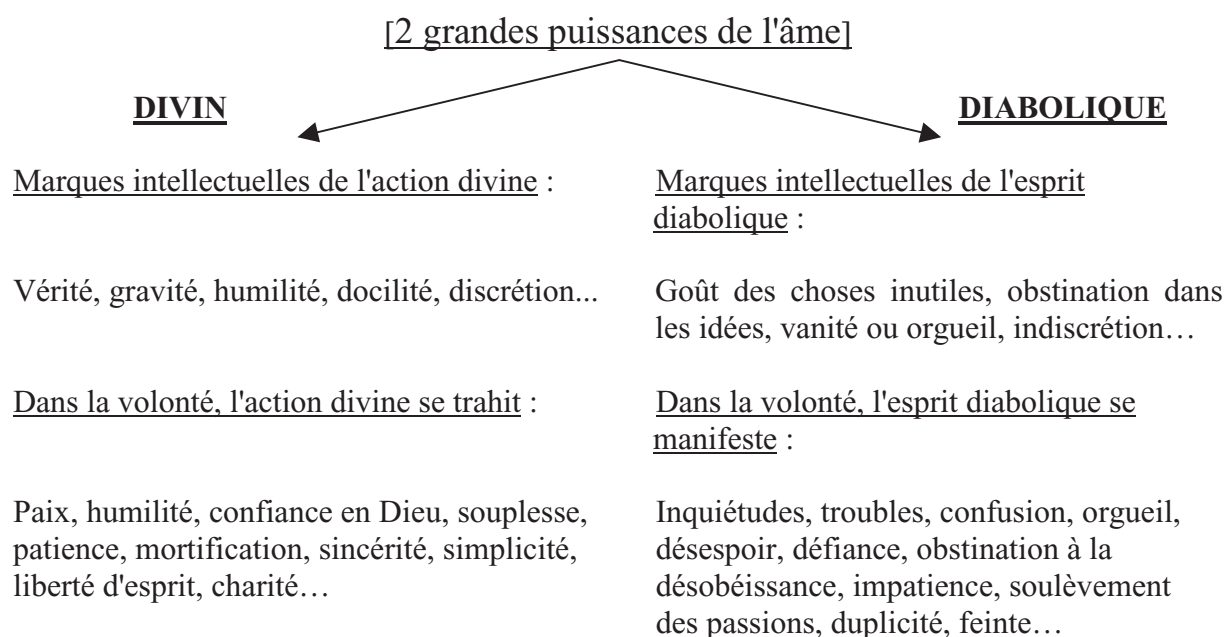 [2 grandes puissances de l'âme]
DIVIN
DIABOLIQUE
Marques intellectuelles de l'action divine :
Marques intellectuelles de l'esprit
diabolique :
Vérité, gravité, humilité, docilité, discrétion...
Goût des choses inutiles, obstination dans
les idées, vanité ou orgueil, indiscrétion…
Dans la volonté, l'action divine se trahit :
Dans la volonté, l'esprit diabolique se
manifeste :
Paix, humilité, confiance en Dieu, souplesse,
patience, mortification, sincérité, simplicité,
liberté d'esprit, charité…
Inquiétudes, troubles, confusion, orgueil,
désespoir, défiance, obstination à la
désobéissance, impatience, soulèvement
des passions, duplicité, feinte…